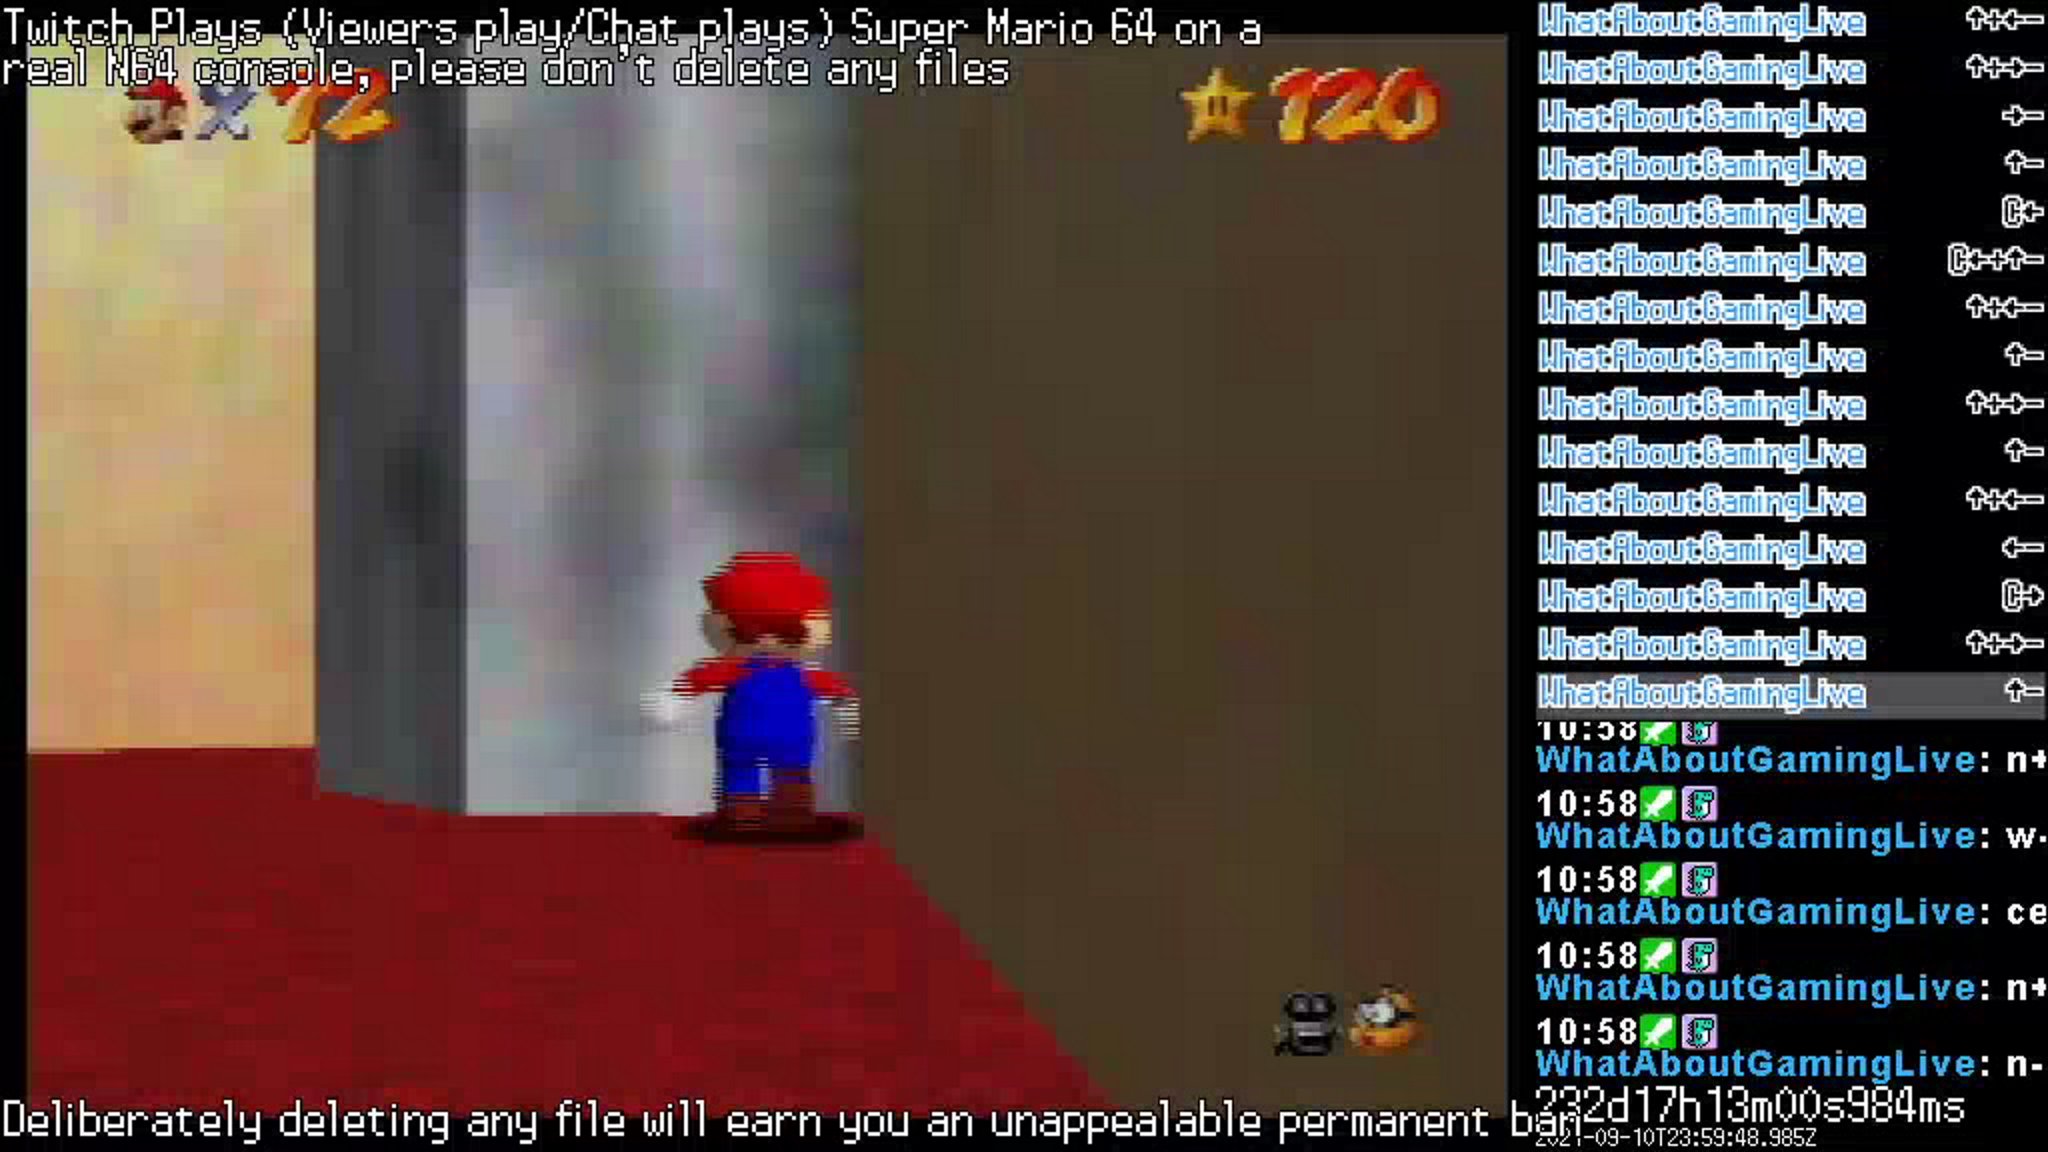 Twitch Plays (Viewers play/Chat plays) Super Mario 64 on a
real N64 console, please don't delete any files
72
120
WhatAboutGamingLive ↑+←-
WhatAboutGamingLive ↑+→-
WhatAboutGamingLive →-
WhatAboutGamingLive ↑-
WhatAboutGamingLive C←
WhatAboutGamingLive C←+↑-
WhatAboutGamingLive ↑+←-
WhatAboutGamingLive ↑-
WhatAboutGamingLive ↑+→-
WhatAboutGamingLive ↑-
WhatAboutGamingLive ↑+←-
WhatAboutGamingLive ←-
WhatAboutGamingLive C→
WhatAboutGamingLive ↑+→-
WhatAboutGamingLive ↑-
10:58
WhatAboutGamingLive: n+
10:58
WhatAboutGamingLive: w-
10:58
WhatAboutGamingLive: ce
10:58
WhatAboutGamingLive: n+
10:58
WhatAboutGamingLive: n-
232d17h13m00s984ms
Deliberately deleting any file will earn you an unappealable permanent ban
2021-09-10T23:59:48.985Z